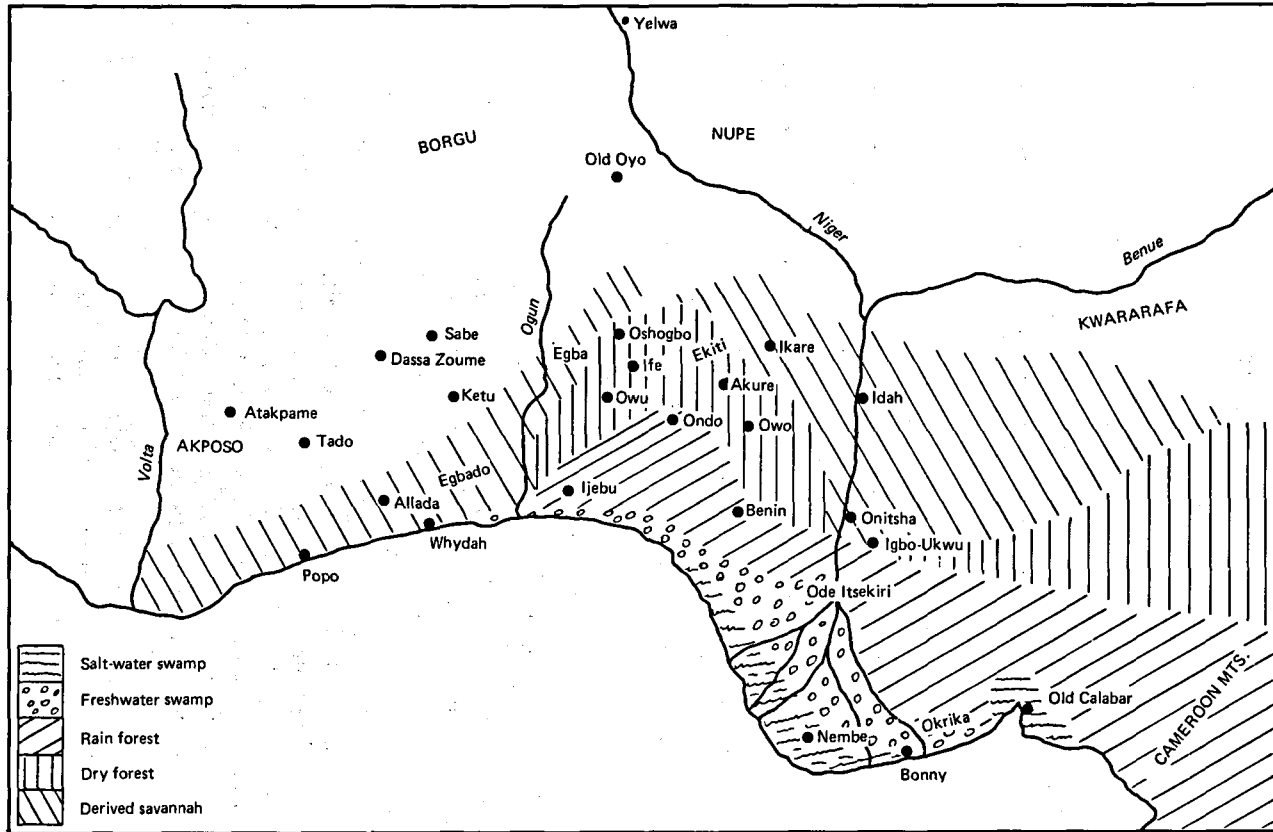 Yelwa
NUPE
BORGU
Old Oyo
Niger
Benue
KWARARAFA
Ogun
Sabe
Oshogbo
Ikare
Dassa Zoume
Egba
Ekiti
Ife
Akure
Ketu
Owu
Idah
Atakpame
Ondo
Owo
Volta
AKPOSO
Tado
Egbado
Allada
Ijebu
Benin
Onitsha
Whydah
Igbo-Ukwu
Popo
Ode Itsekiri
Salt-water swamp
Freshwater swamp
Rain forest
Dry forest
Derived savannah
Old Calabar
CAMEROON MTS.
Okrika
Nembe
Bonny